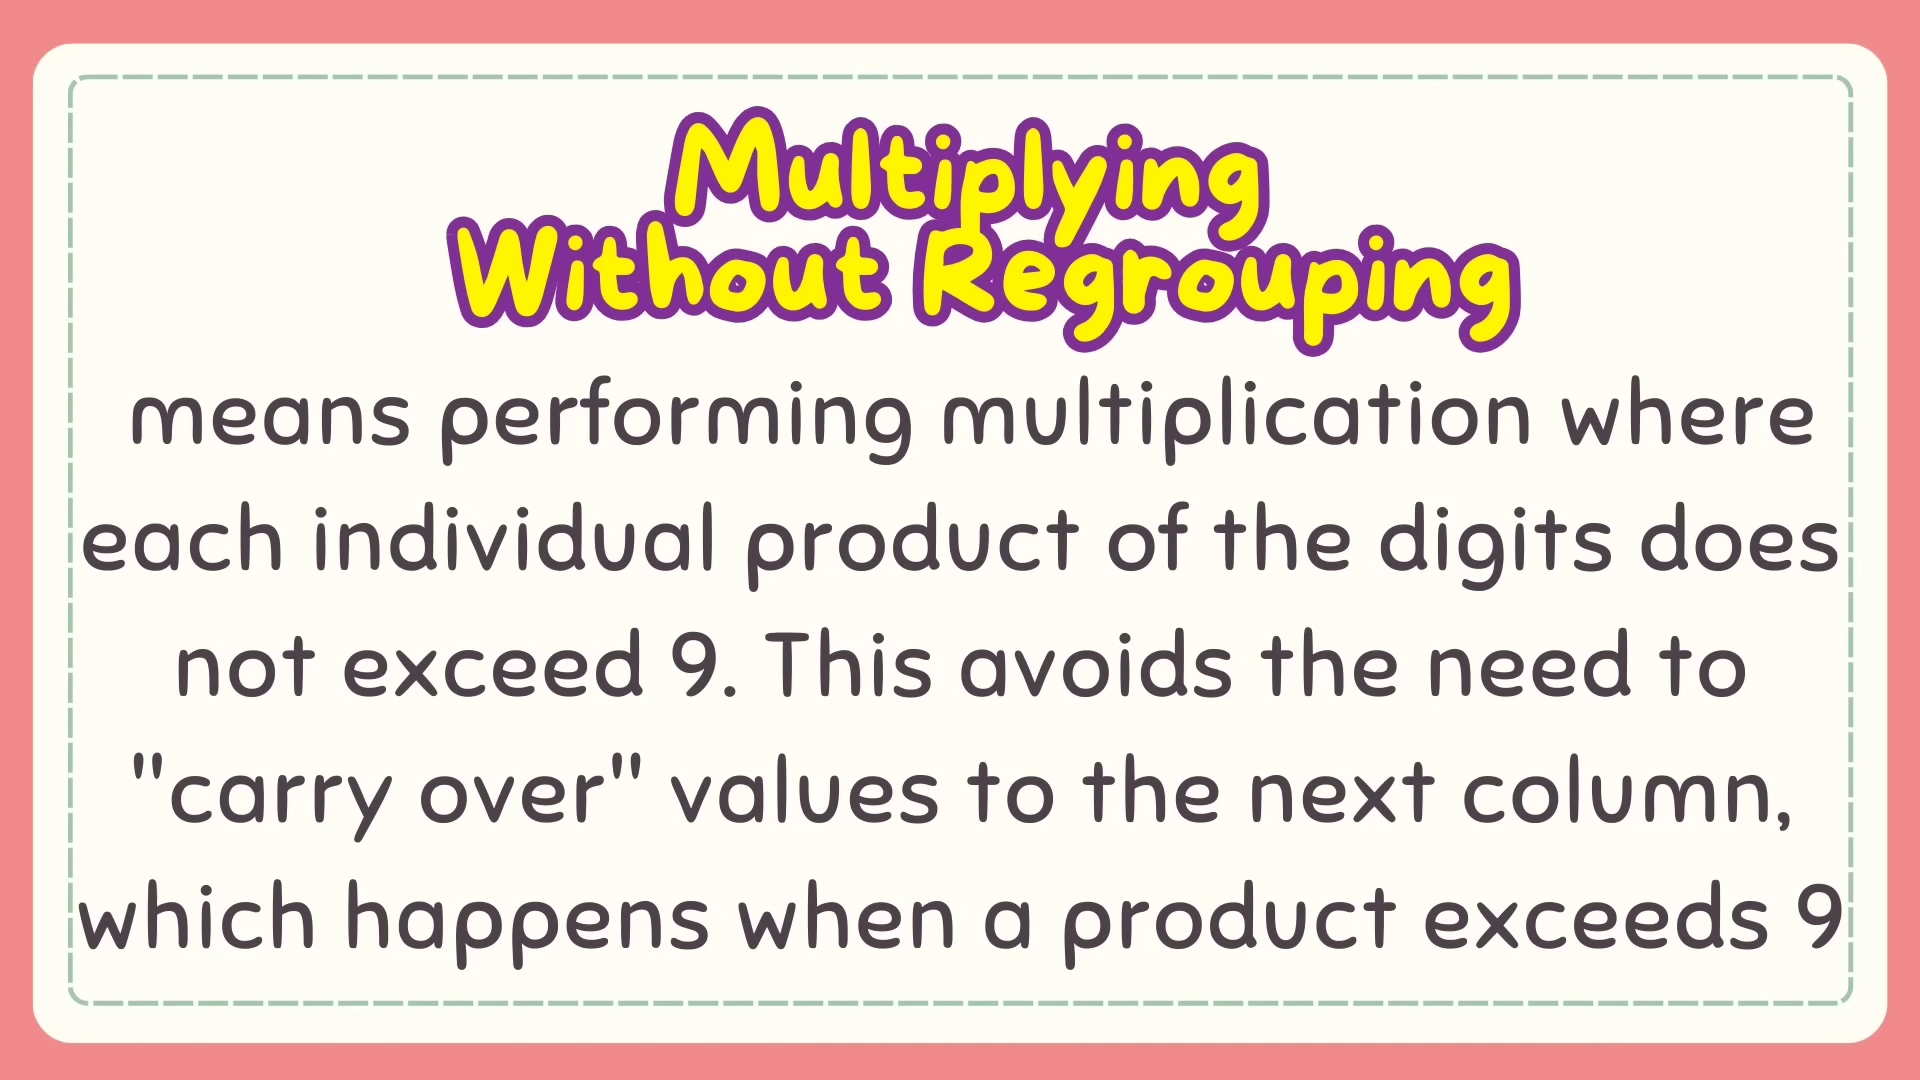 Multiplying
Without Regrouping
means performing multiplication where
each individual product of the digits does
not exceed 9. This avoids the need to
"carry over" values to the next column,
which happens when a product exceeds 9